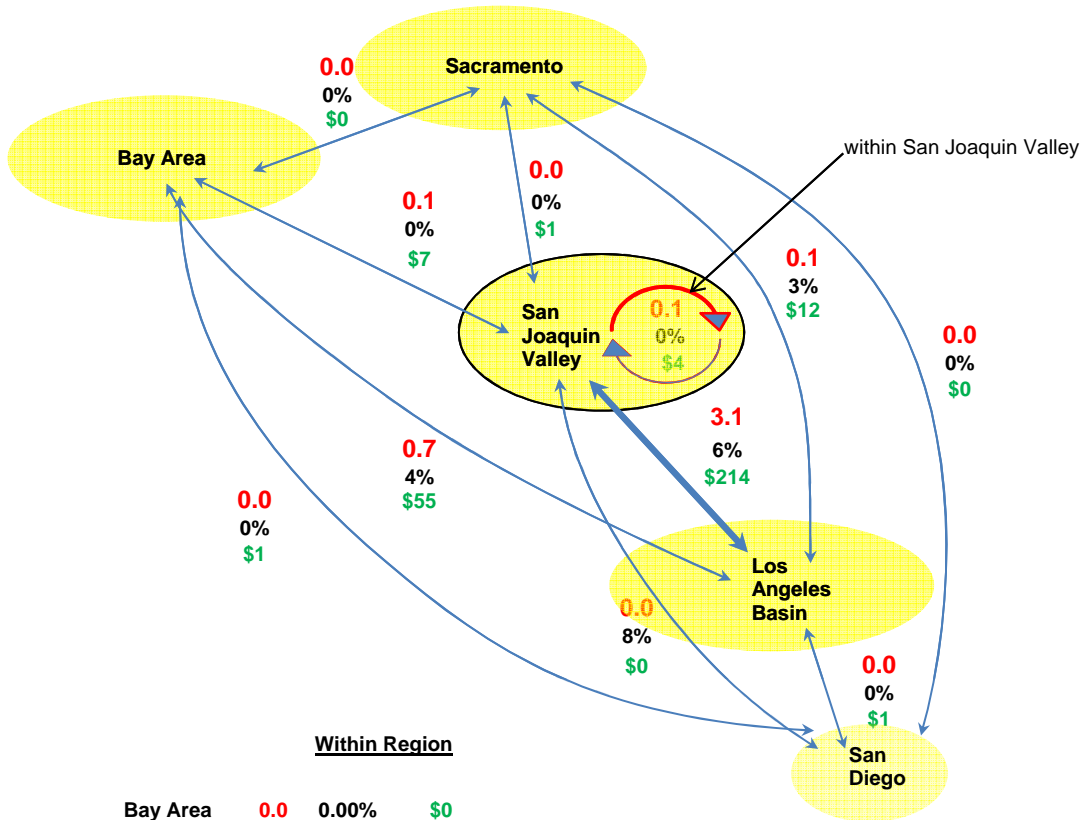 0.0
0%
$0
Sacramento
Bay Area
within San Joaquin Valley
0.0
0%
$1
0.1
0%
$7
0.1
3%
$12
San
Joaquin
Valley
0.1
0%
$4
0.0
0%
$0
3.1
6%
$214
0.7
4%
$55
0.0
0%
$1
Los
Angeles
Basin
0.0
8%
$0
0.0
0%
$1
San
Diego
Within Region
Bay Area 0.0 0.00% $0